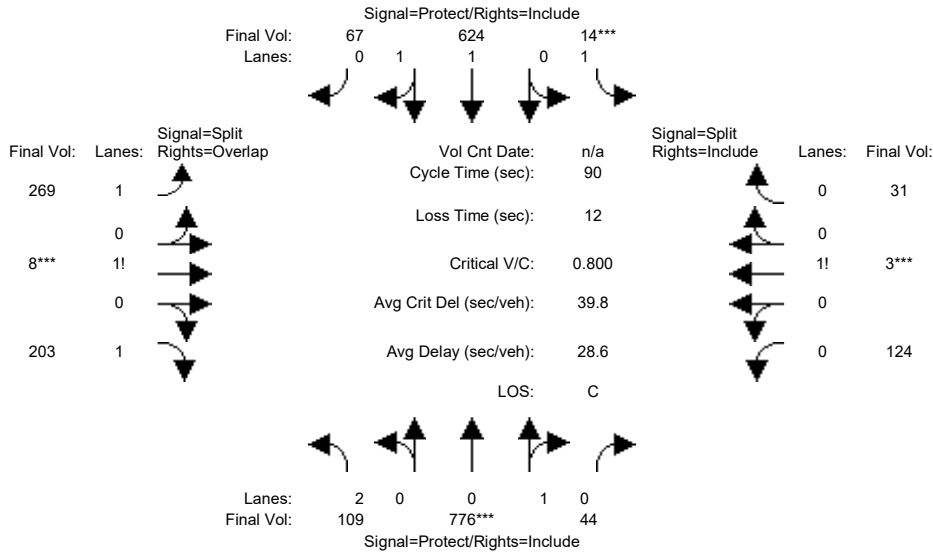 Signal=Protect/Rights=Include
Final Vol: 67 624 14***
Lanes: 0 1 1 0 1
Signal=Split
Final Vol: Lanes: Rights=Overlap
Vol Cnt Date: n/a
Signal=Split
Rights=Include Lanes: Final Vol:
Cycle Time (sec): 90
269 1
0 31
Loss Time (sec): 12
0
0
8*** 1!
Critical V/C: 0.800
1! 3***
0
Avg Crit Del (sec/veh): 39.8
0
203 1
Avg Delay (sec/veh): 28.6
0 124
LOS: C
Lanes: 2 0 0 1 0
Final Vol: 109 776*** 44
Signal=Protect/Rights=Include